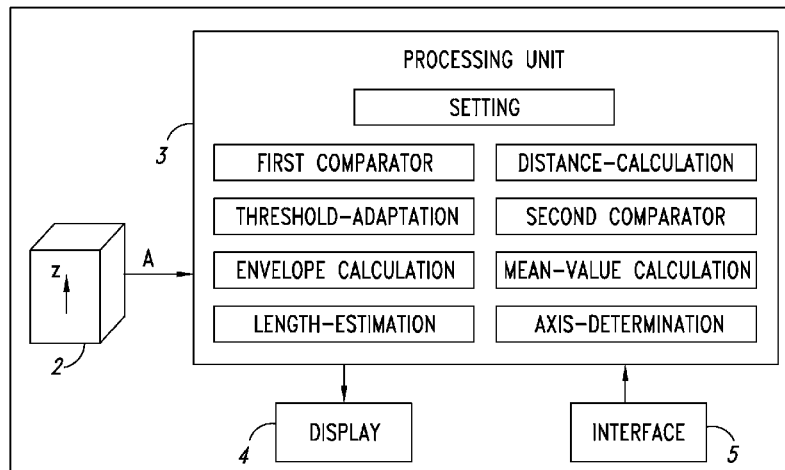 PROCESSING UNIT
SETTING
3
FIRST COMPARATOR
DISTANCE-CALCULATION
THRESHOLD-ADAPTATION
SECOND COMPARATOR
z
A
ENVELOPE CALCULATION
MEAN-VALUE CALCULATION
LENGTH-ESTIMATION
AXIS-DETERMINATION
2
4
DISPLAY
INTERFACE
5